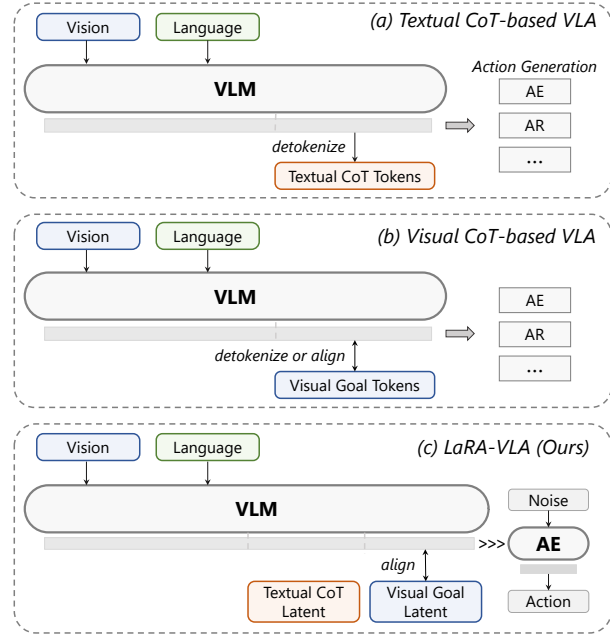 (a) Textual CoT-based VLA
Vision
Language
VLM
Action Generation
AE
AR
...
detokenize
Textual CoT Tokens
(b) Visual CoT-based VLA
Vision
Language
VLM
AE
AR
...
detokenize or align
Visual Goal Tokens
(c) LaRA-VLA (Ours)
Vision
Language
VLM
Noise
>>>
AE
align
Textual CoT
Latent
Visual Goal
Latent
Action